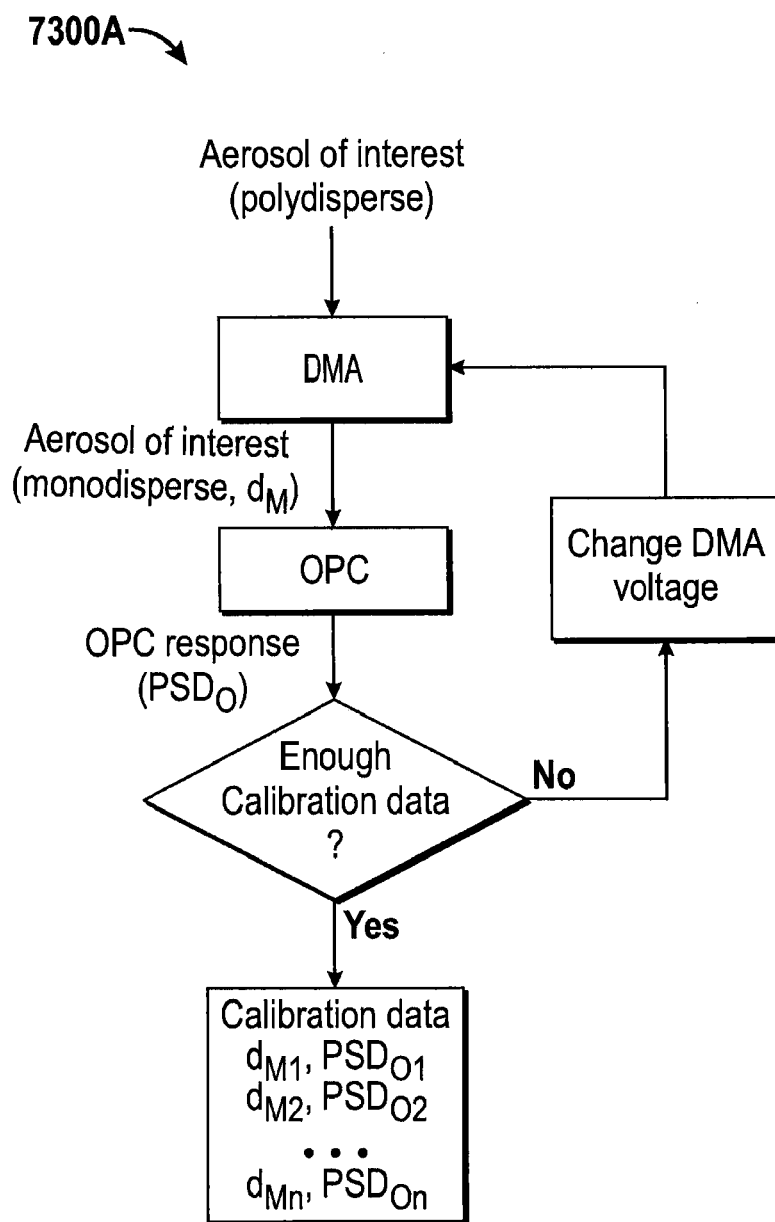 7300A
Aerosol of interest
(polydisperse)
DMA
Aerosol of interest
(monodisperse, dM)
OPC
Change DMA
voltage
OPC response
(PSDO)
Enough
Calibration data
?
No
Yes
Calibration data
dM1, PSDO1
dM2, PSDO2
• • •
dMn, PSDOn